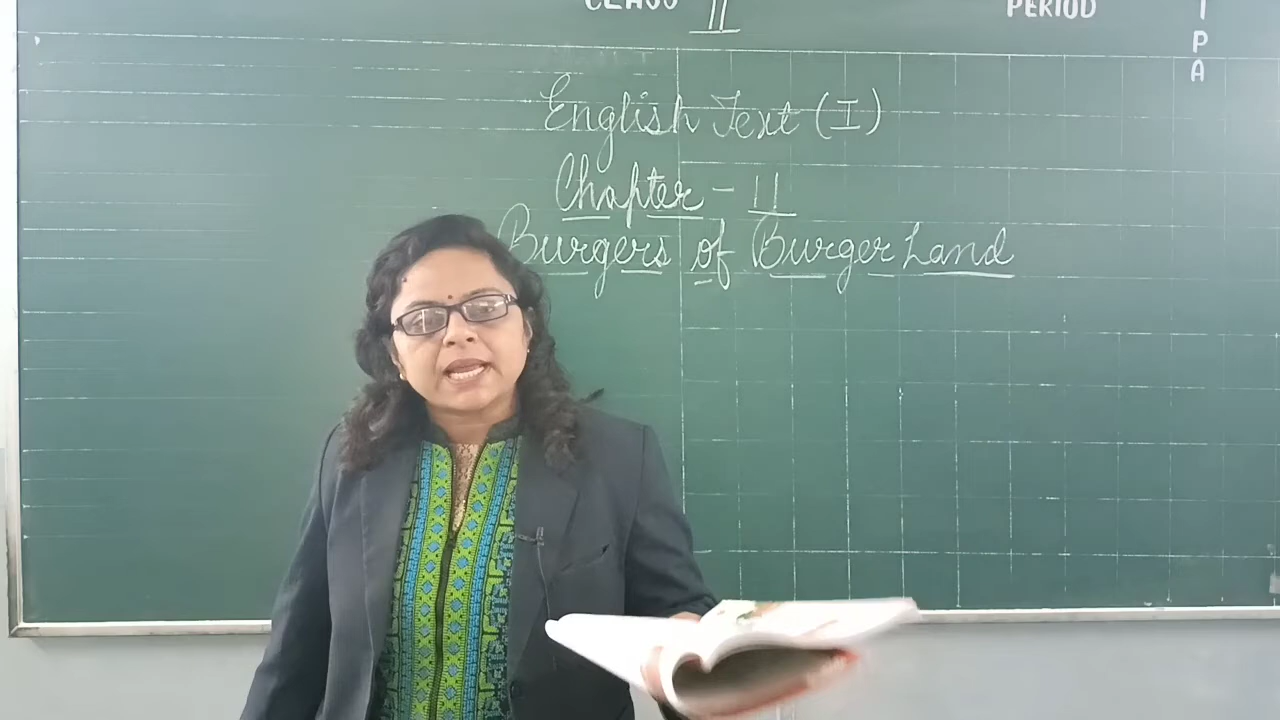 CLASS II PERIOD
T
P
A
English Text (I)
Chapter - 11
Burgers of Burger Land